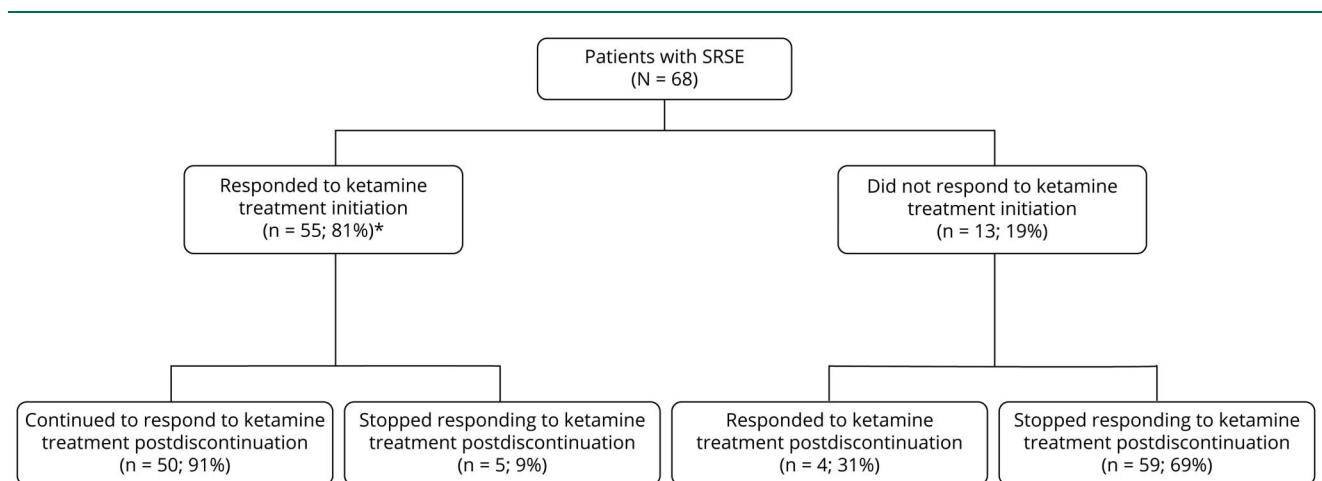 Patients with SRSE
(N = 68)
Responded to ketamine
treatment initiation
(n = 55; 81%)*
Did not respond to ketamine
treatment initiation
(n = 13; 19%)
Continued to respond to ketamine
treatment postdiscontinuation
(n = 50; 91%)
Stopped responding to ketamine
treatment postdiscontinuation
(n = 5; 9%)
Responded to ketamine
treatment postdiscontinuation
(n = 4; 31%)
Stopped responding to ketamine
treatment postdiscontinuation
(n = 59; 69%)